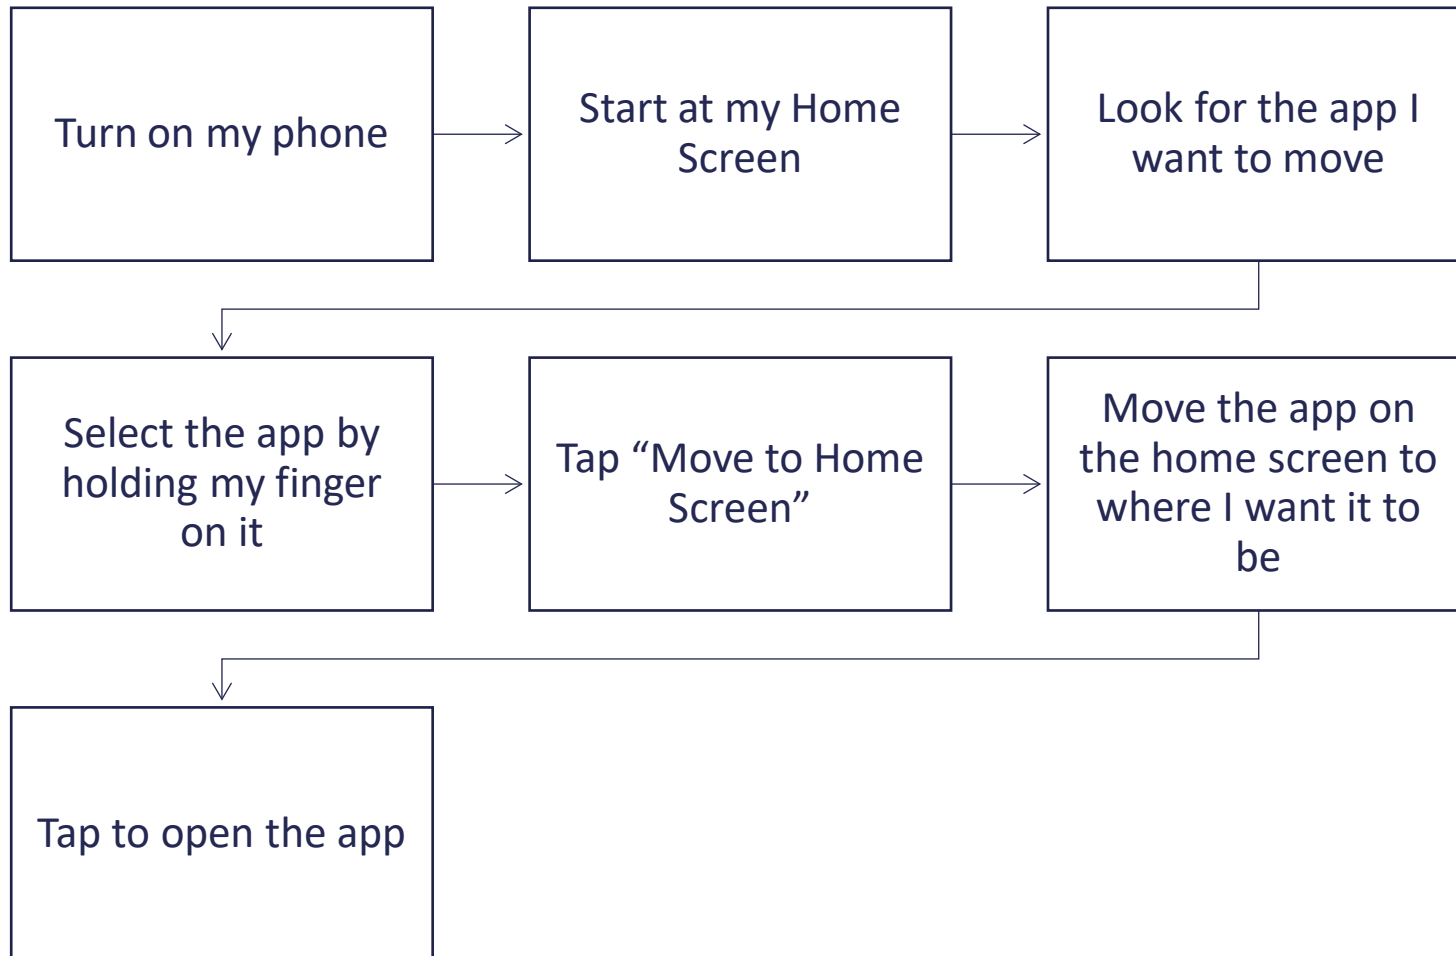 Turn on my phone
Start at my Home
Screen
Look for the app I
want to move
Select the app by
holding my finger
on it
Tap “Move to Home
Screen”
Move the app on
the home screen to
where I want it to
be
Tap to open the app